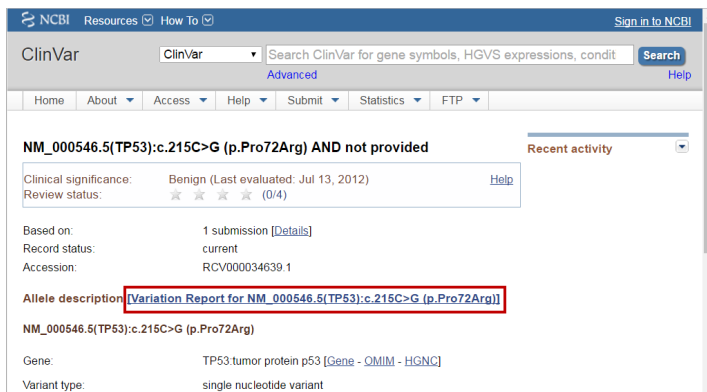 NCBI Resources How To Sign in to NCBI
ClinVar ClinVar Search ClinVar for gene symbols, HGVS expressions, condit Search
Advanced Help
Home About Access Help Submit Statistics FTP
NM_000546.5(TP53):c.215C>G (p.Pro72Arg) AND not provided Recent activity
Clinical significance: Benign (Last evaluated: Jul 13, 2012) Help
Review status: (0/4)
Based on: 1 submission [Details]
Record status: current
Accession: RCV000034639.1
Allele description [Variation Report for NM_000546.5(TP53):c.215C>G (p.Pro72Arg)]
NM_000546.5(TP53):c.215C>G (p.Pro72Arg)
Gene: TP53:tumor protein p53 [Gene - OMIM - HGNC]
Variant type: single nucleotide variant